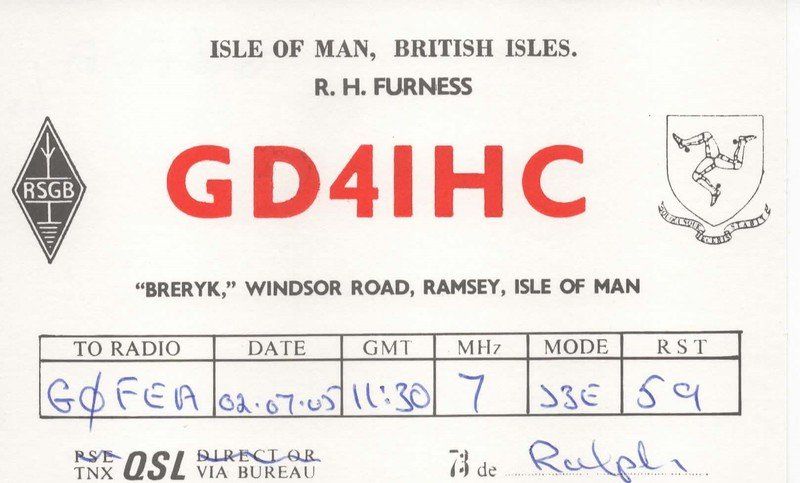 ISLE OF MAN, BRITISH ISLES.
R. H. FURNESS
RSGB
GD4IHC
"BRERYK," WINDSOR ROAD, RAMSEY, ISLE OF MAN
TO RADIO DATE GMT MHz MODE RST
GØFEA 02.07.05 11:30 7 J3E 59
PSE QSL DIRECT OR
TNX VIA BUREAU
73 de Ralph